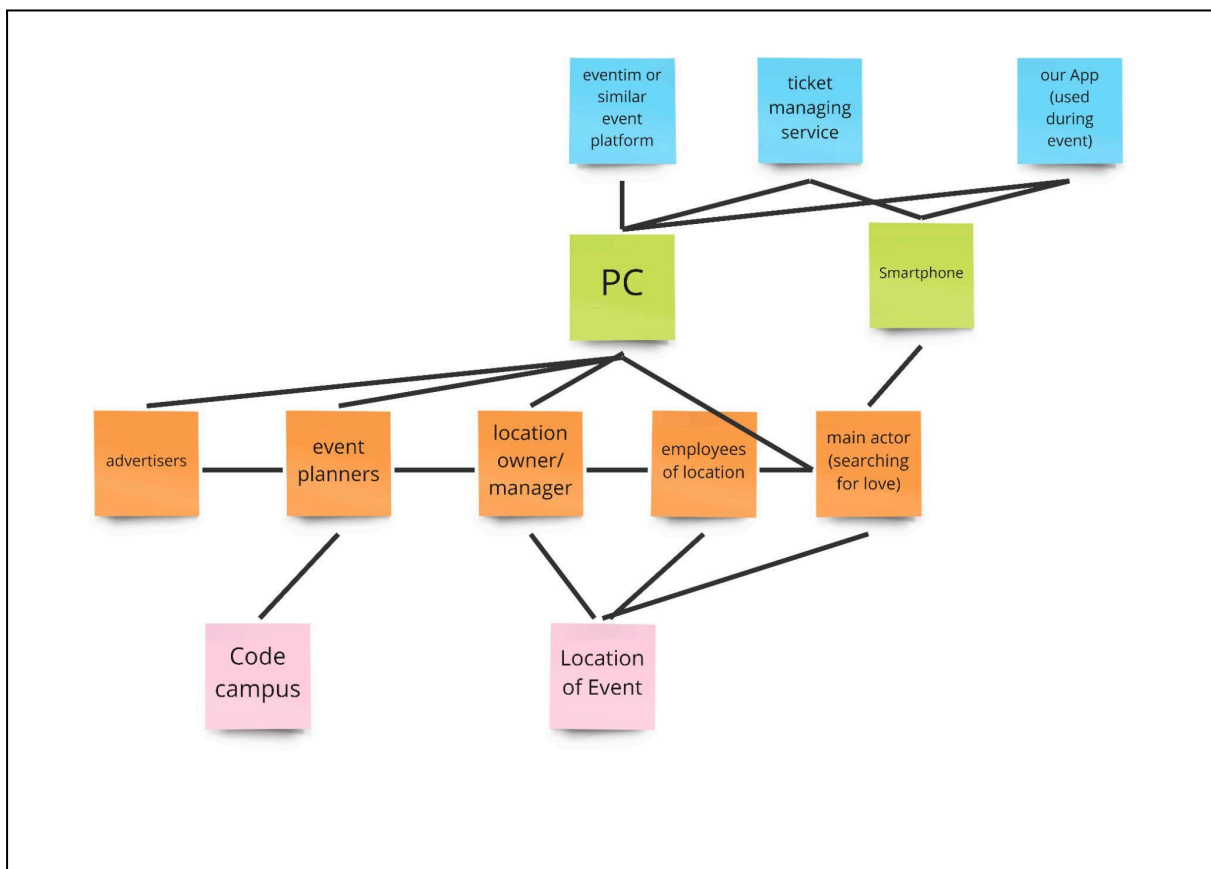 eventim or
similar
event
platform
ticket
managing
service
our App
(used
during
event)
PC
Smartphone
advertisers
event
planners
location
owner/
manager
employees
of location
main actor
(searching
for love)
Code
campus
Location
of Event